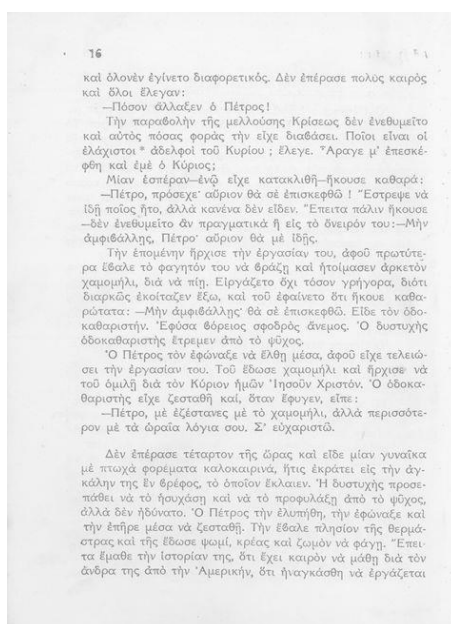 16
καὶ ὁλονὲν ἐγίνετο διαφορετικός. Δὲν ἐπέρασε πολὺς καιρὸς
καὶ ὅλοι ἔλεγαν:
—Πόσον ἄλλαξεν ὁ Πέτρος!
Τὴν παραβολὴν τῆς μελλούσης Κρίσεως δὲν ἐνεθυμεῖτο
καὶ αὐτὸς πόσας φορὰς τὴν εἶχε διαβάσει. Ποῖοι εἶναι οἱ
ἐλάχιστοι * ἀδελφοὶ τοῦ Κυρίου ; ἔλεγε. Ἆραγε μ' ἐπεσκέ-
φθη καὶ ἐμὲ ὁ Κύριος;
Μίαν ἑσπέραν—ἐνῷ εἶχε κατακλιθῆ—ἤκουσε καθαρά:
—Πέτρο, πρόσεχε· αὔριον θὰ σὲ ἐπισκεφθῶ ! Ἔστρεψε νὰ
ἰδῇ ποῖος ἦτο, ἀλλὰ κανένα δὲν εἶδεν. Ἔπειτα πάλιν ἤκουσε
—δὲν ἐνεθυμεῖτο ἂν πραγματικὰ ἢ εἰς τὸ ὄνειρόν του:—Μὴν
ἀμφιβάλλῃς, Πέτρο· αὔριον θὰ μὲ ἰδῇς.
Τὴν ἑπομένην ἤρχισε τὴν ἐργασίαν του, ἀφοῦ πρωτύτε-
ρα ἔβαλε τὸ φαγητόν του νὰ βράζῃ καὶ ἡτοίμασεν ἀρκετὸν
χαμομήλι, διὰ νὰ πίῃ. Εἰργάζετο ὄχι τόσον γρήγορα, διότι
διαρκῶς ἐκοίταζεν ἔξω, καὶ τοῦ ἐφαίνετο ὅτι ἤκουε καθα-
ρώτατα: —Μὴν ἀμφιβάλλῃς· θὰ σὲ ἐπισκεφθῶ. Εἶδε τὸν ὁδο-
καθαριστήν. Ἐφύσα βόρειος σφοδρὸς ἄνεμος. Ὁ δυστυχὴς
ὁδοκαθαριστὴς ἔτρεμεν ἀπὸ τὸ ψῦχος.
Ὁ Πέτρος τὸν ἐφώναξε νὰ ἔλθῃ μέσα, ἀφοῦ εἶχε τελειώ-
σει τὴν ἐργασίαν του. Τοῦ ἔδωσε χαμομήλι καὶ ἤρχισε νὰ
τοῦ ὁμιλῇ διὰ τὸν Κύριον ἡμῶν Ἰησοῦν Χριστόν. Ὁ ὁδοκα-
θαριστὴς εἶχε ζεσταθῆ καί, ὅταν ἔφυγεν, εἶπε:
—Πέτρο, μὲ ἐζέστανες μὲ τὸ χαμομήλι, ἀλλὰ περισσότε-
ρον μὲ τὰ ὡραῖα λόγια σου. Σ' εὐχαριστῶ.
Δὲν ἐπέρασε τέταρτον τῆς ὥρας καὶ εἶδε μίαν γυναῖκα
μὲ πτωχὰ φορέματα καλοκαιρινά, ἥτις ἐκράτει εἰς τὴν ἀγ-
κάλην της ἓν βρέφος, τὸ ὁποῖον ἔκλαιεν. Ἡ δυστυχὴς προσε-
πάθει νὰ τὸ ἡσυχάσῃ καὶ νὰ τὸ προφυλάξῃ ἀπὸ τὸ ψῦχος,
ἀλλὰ δὲν ἠδύνατο. Ὁ Πέτρος τὴν ἐλυπήθη, τὴν ἐφώναξε καὶ
τὴν ἐπῆρε μέσα νὰ ζεσταθῇ. Τὴν ἔβαλε πλησίον τῆς θερμά-
στρας καὶ τῆς ἔδωσε ψωμί, κρέας καὶ ζωμὸν νὰ φάγῃ. Ἔπει-
τα ἔμαθε τὴν ἱστορίαν της, ὅτι ἔχει καιρὸν νὰ μάθῃ διὰ τὸν
ἄνδρα της ἀπὸ τὴν Ἀμερικήν, ὅτι ἠναγκάσθη νὰ ἐργάζεται